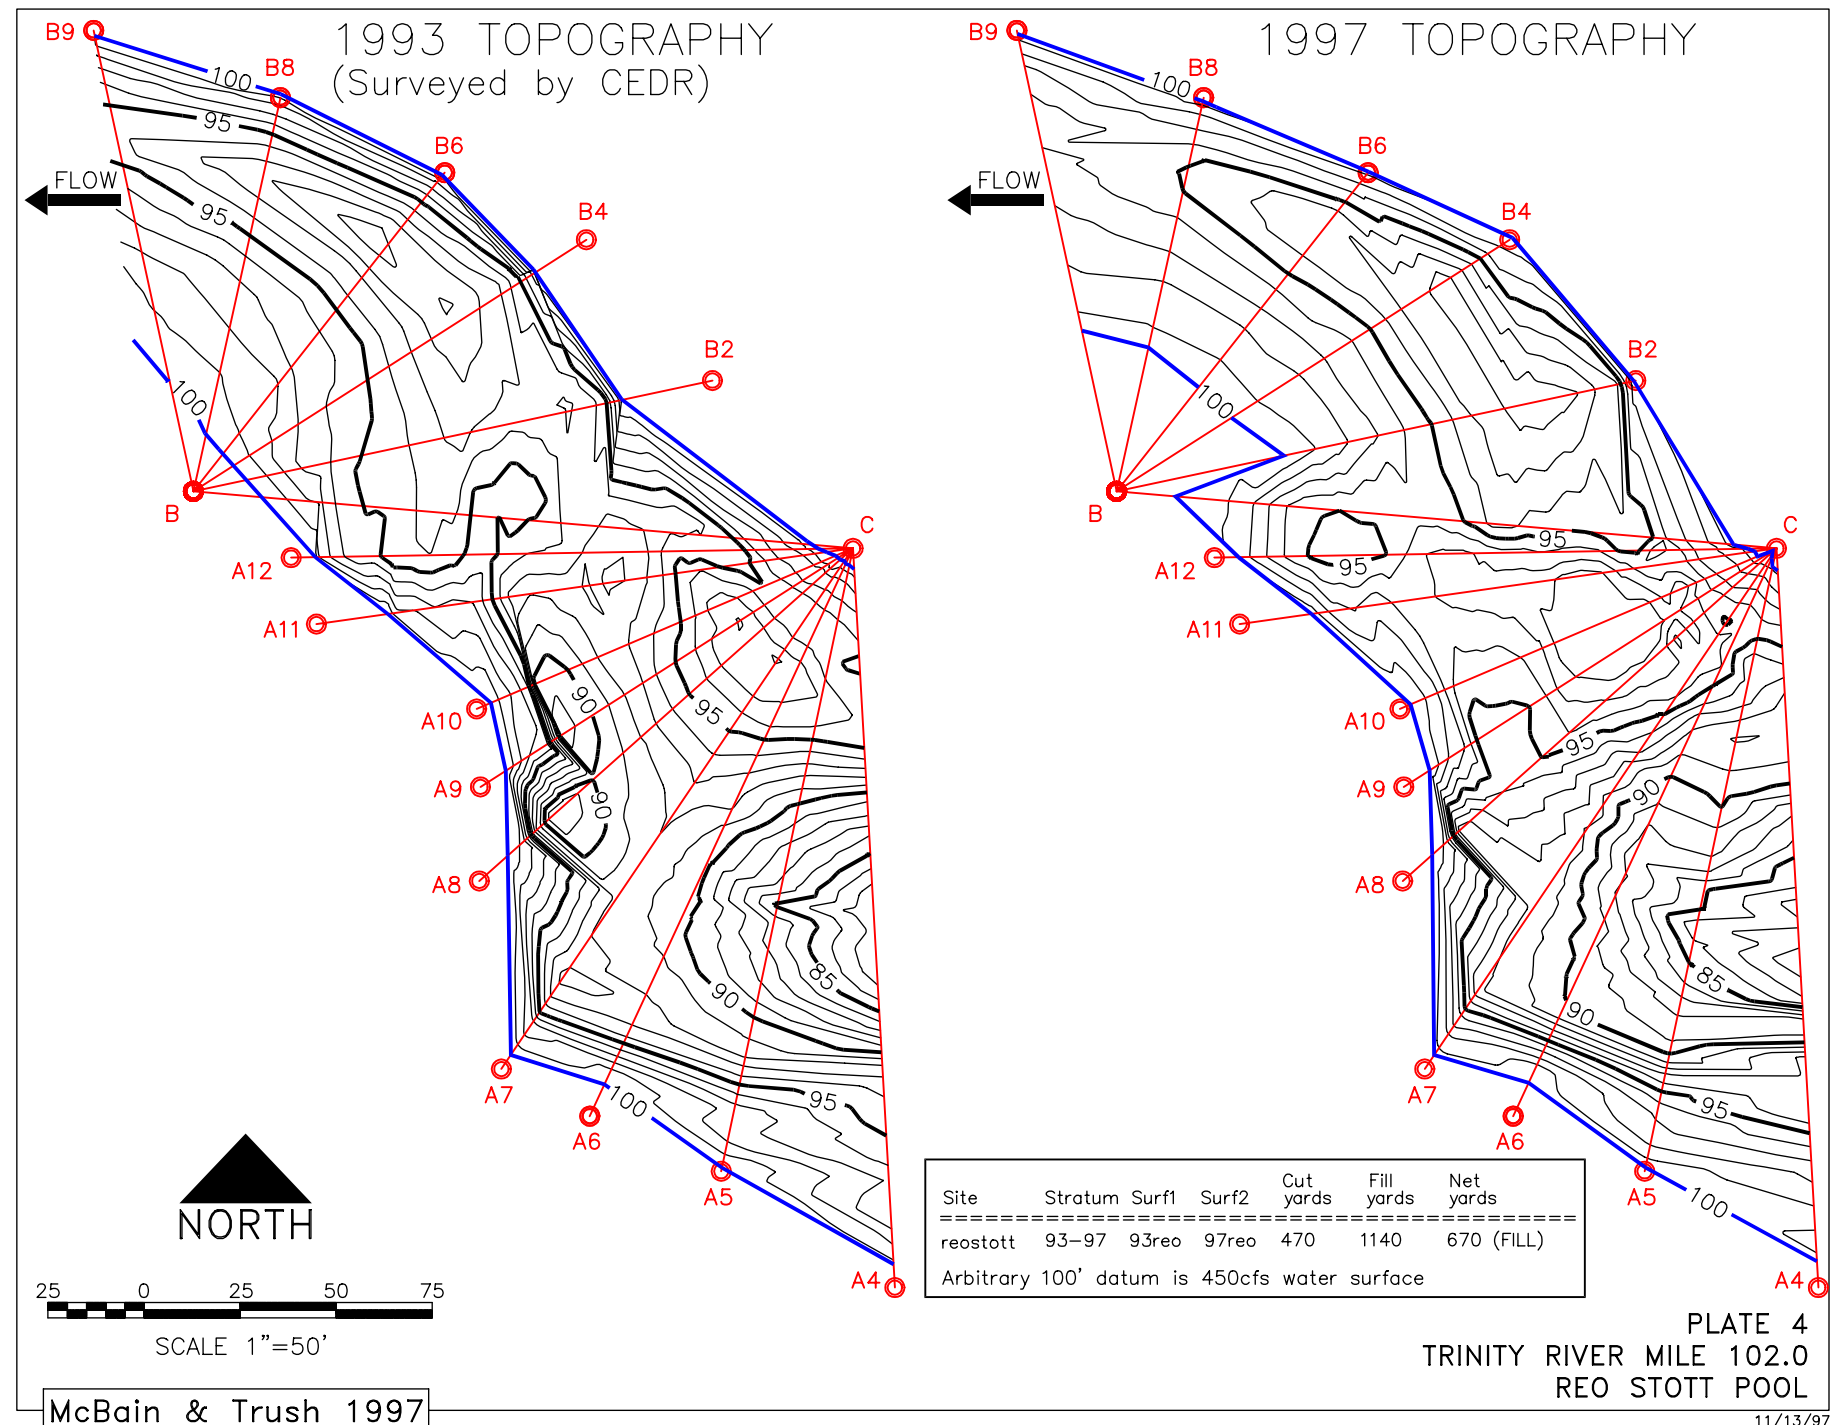 1993 TOPOGRAPHY
(Surveyed by CEDR)
B9
100
B8
95
B6
FLOW
B4
95
B2
100
B
C
A12
A11
90
95
A10
A9
90
A8
85
90
A7
100
95
A6
A5
A4
1997 TOPOGRAPHY
B9
100
B8
B6
FLOW
B4
B2
100
B
C
95
95
A12
A11
A10
95
A9
90
A8
85
90
A7
95
A6
A5
100
A4
NORTH
25 0 25 50 75
SCALE 1"=50'
Site Stratum Surf1 Surf2 Cut yards Fill yards Net yards
==================================================
reostott 93-97 93reo 97reo 470 1140 670 (FILL)
Arbitrary 100' datum is 450cfs water surface
PLATE 4
TRINITY RIVER MILE 102.0
REO STOTT POOL
McBain & Trush 1997
11/13/97